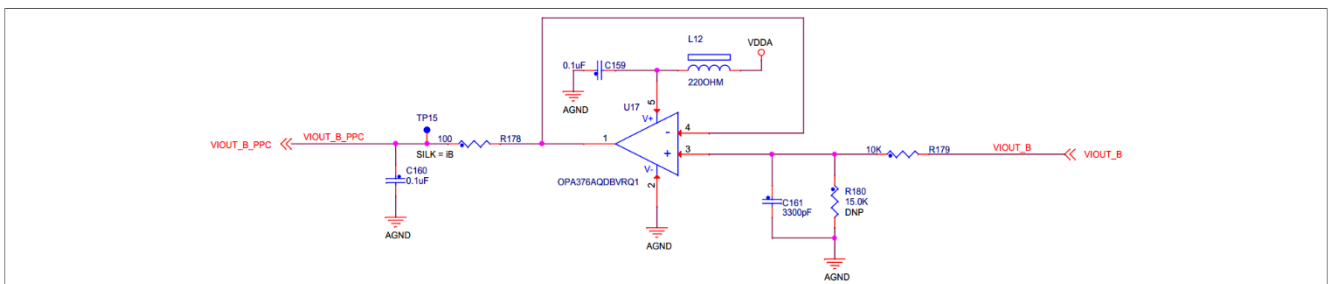 L12
VDDA
0.1uF
C159
220OHM
AGND
U17
5
V+
TP15
4
-
VIOUT_B_PPC
VIOUT_B_PPC
100
R178
1
+
3
10K
R179
VIOUT_B
VIOUT_B
SILK = iB
V-
C160
0.1uF
OPA376AQDBVRQ1
2
C161
3300pF
R180
15.0K
DNP
AGND
AGND
AGND